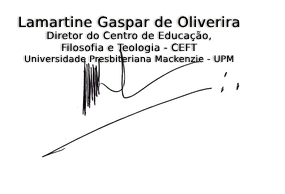 Lamartine Gaspar de Oliverira
Diretor do Centro de Educação,
Filosofia e Teologia - CEFT
Universidade Presbiteriana Mackenzie - UPM